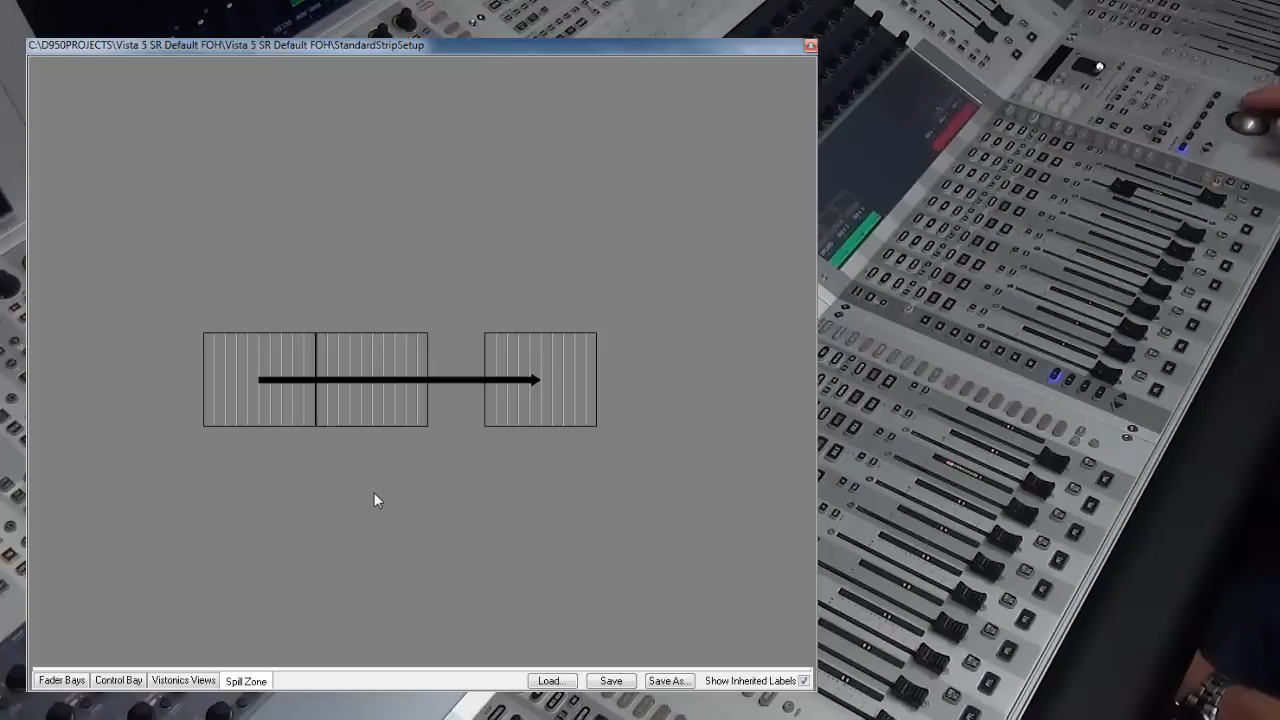 C:\D950PROJECTS\Vista 5 SR Default FOH\Vista 5 SR Default FOH\StandardStripSetup
Fader Bays
Control Bay
Vistonics Views
Spill Zone
Load...
Save
Save As...
Show Inherited Labels